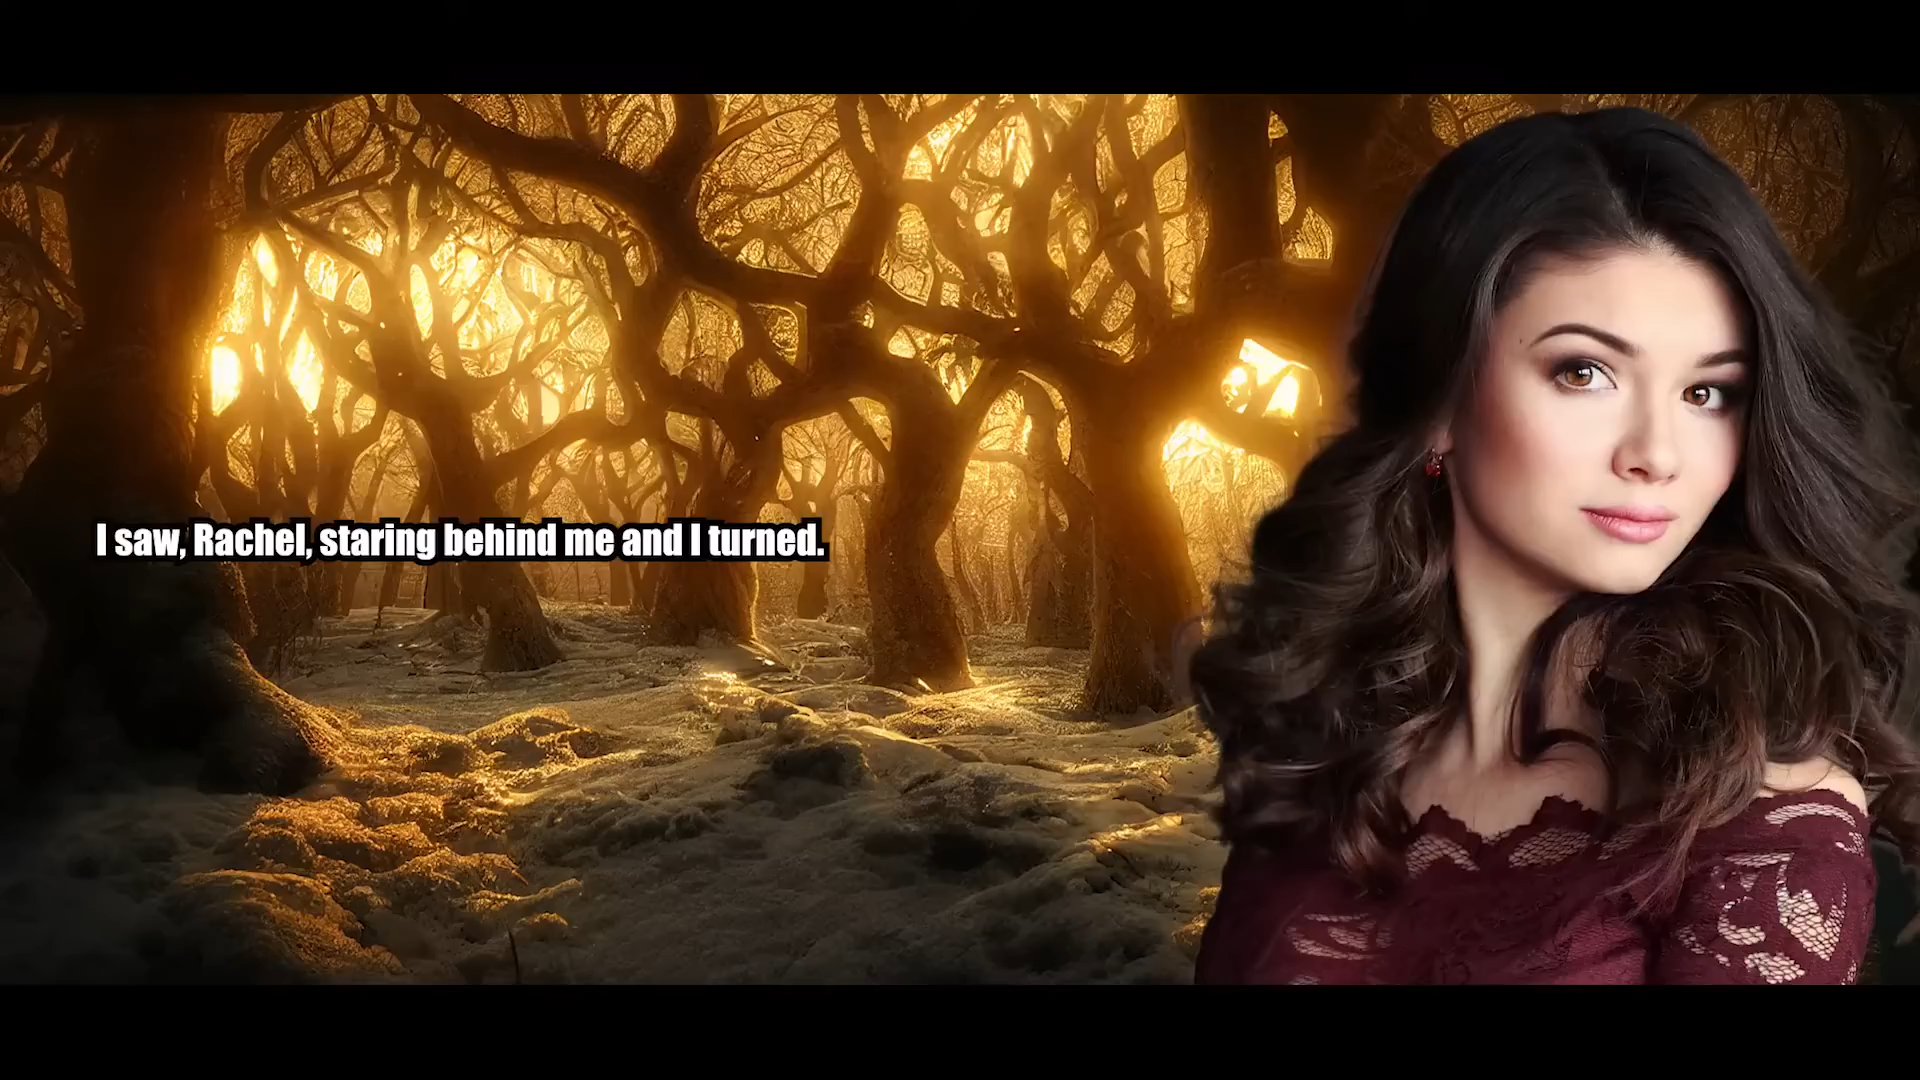 I saw, Rachel, staring behind me and I turned.